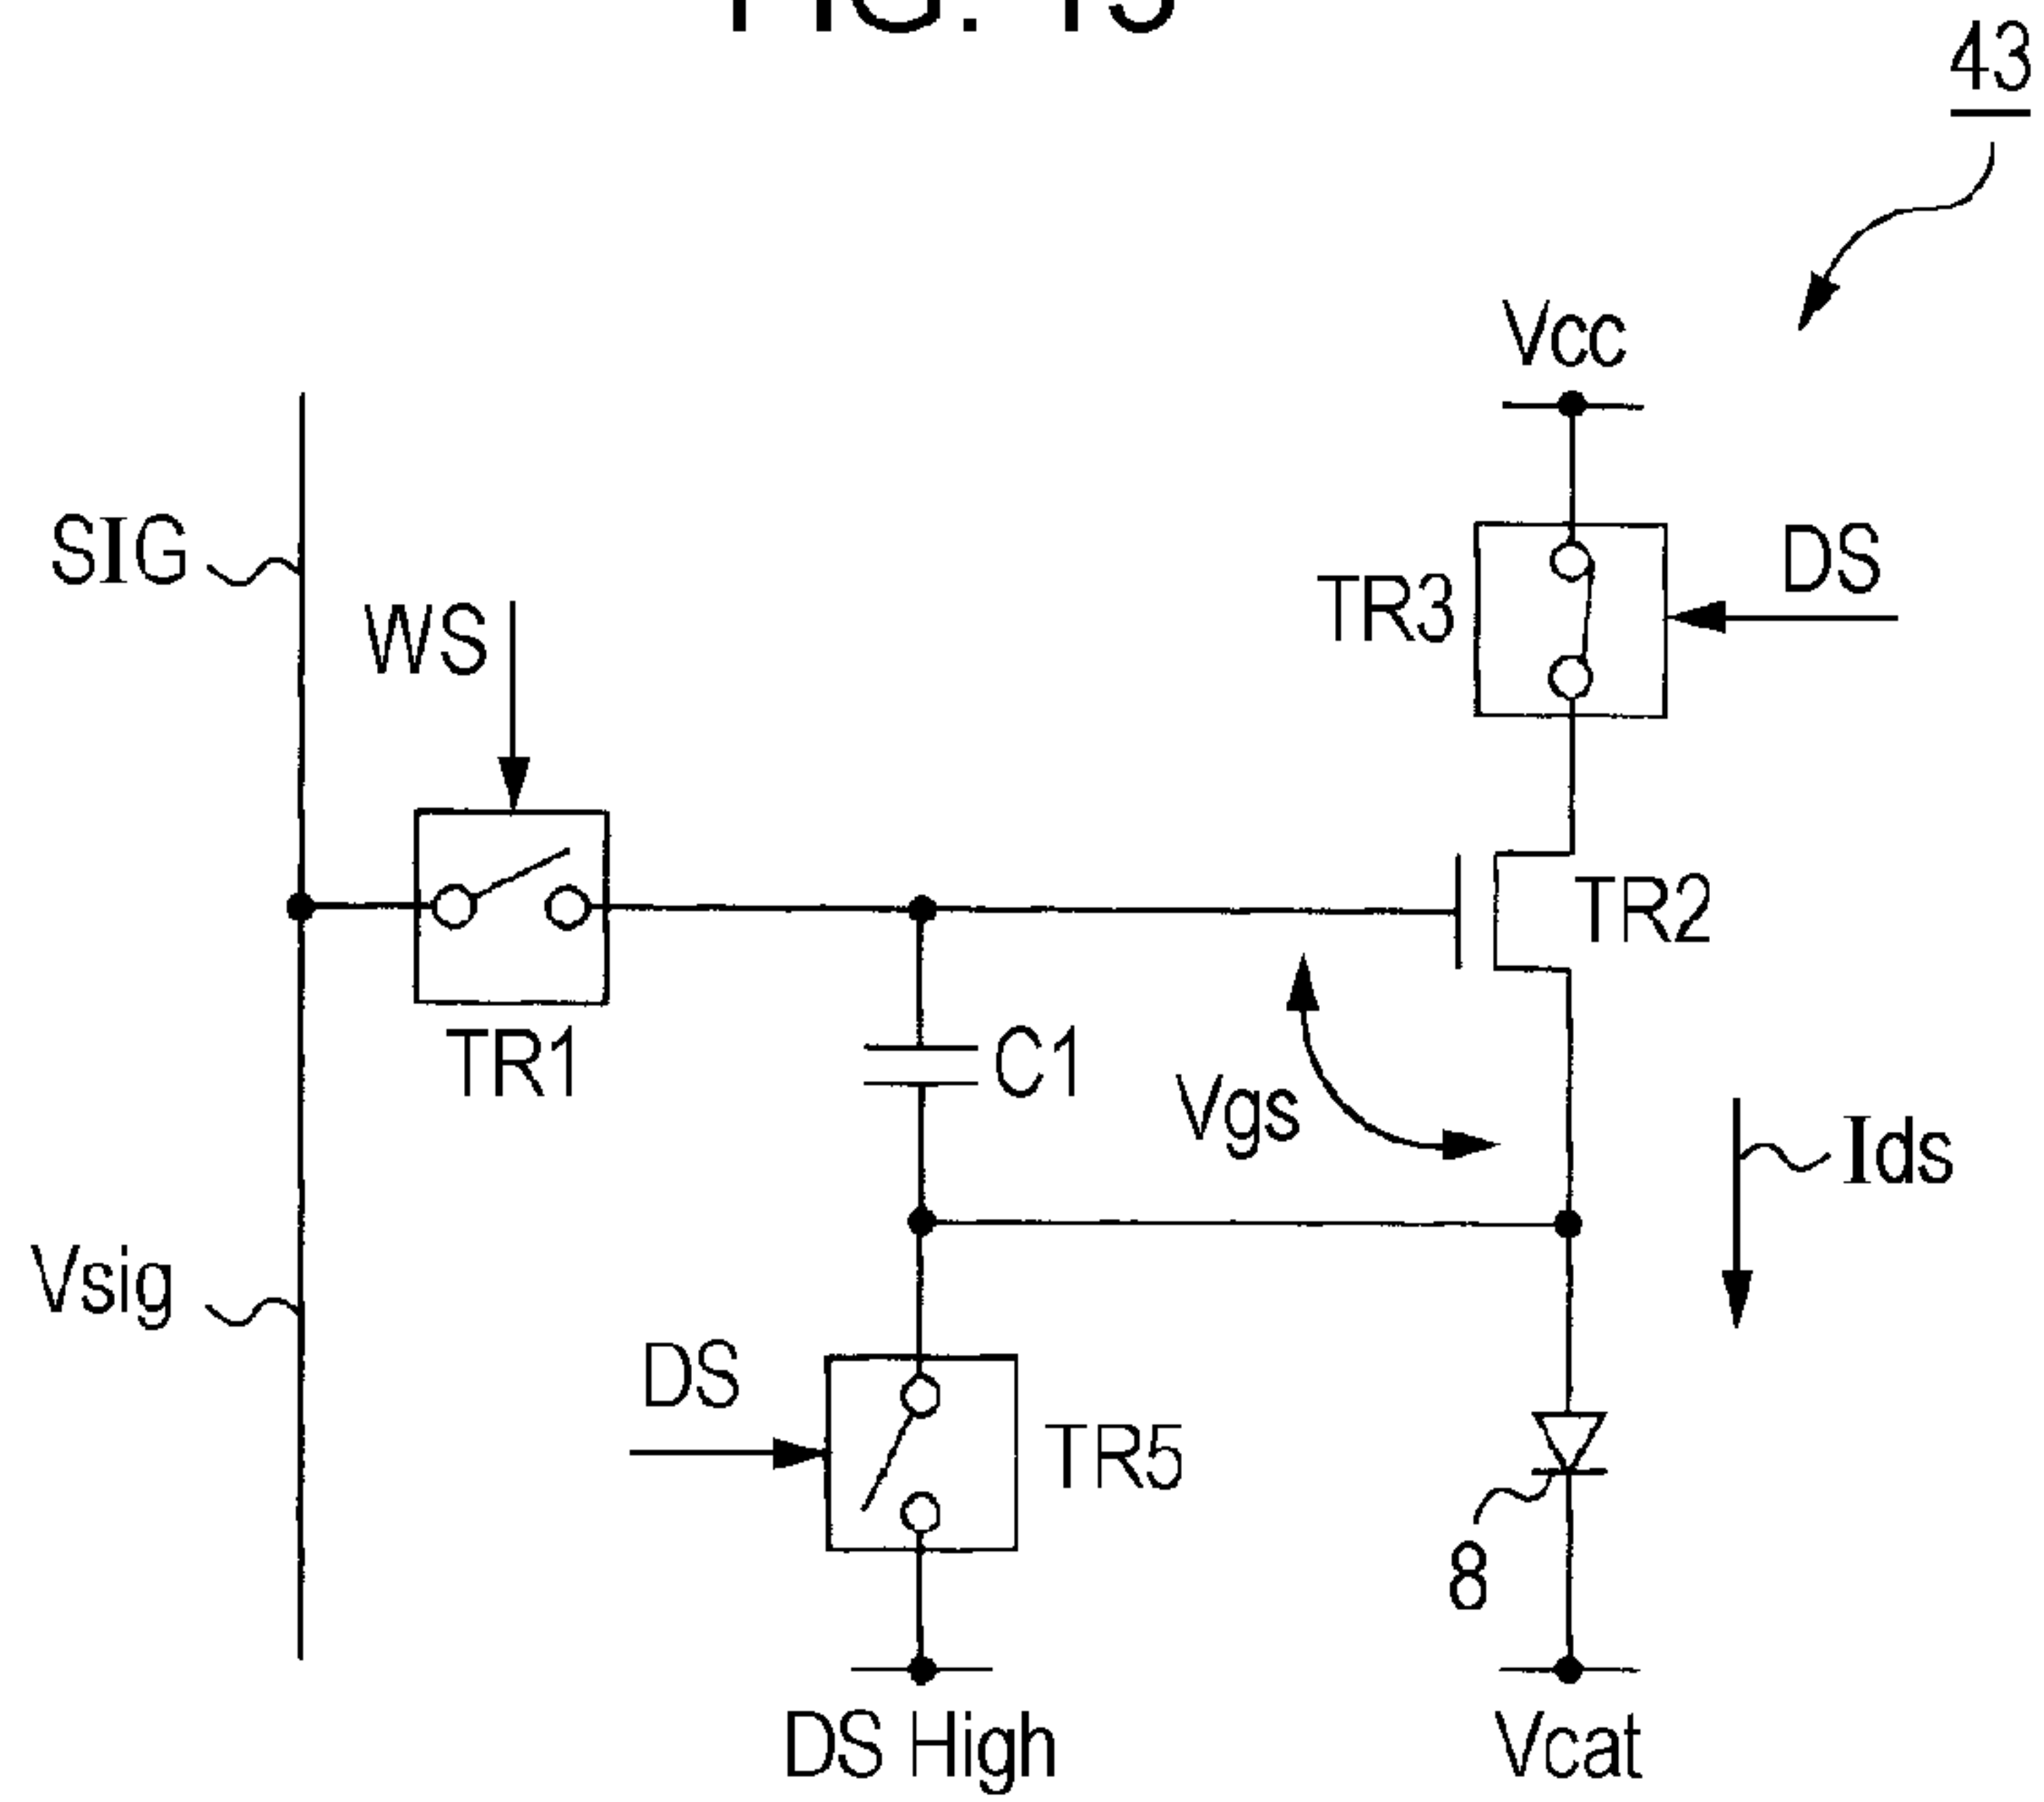 43
Vcc
SIG
DS
TR3
WS
TR2
TR1
C1
Vgs
Ids
Vsig
DS
TR5
8
DS High
Vcat